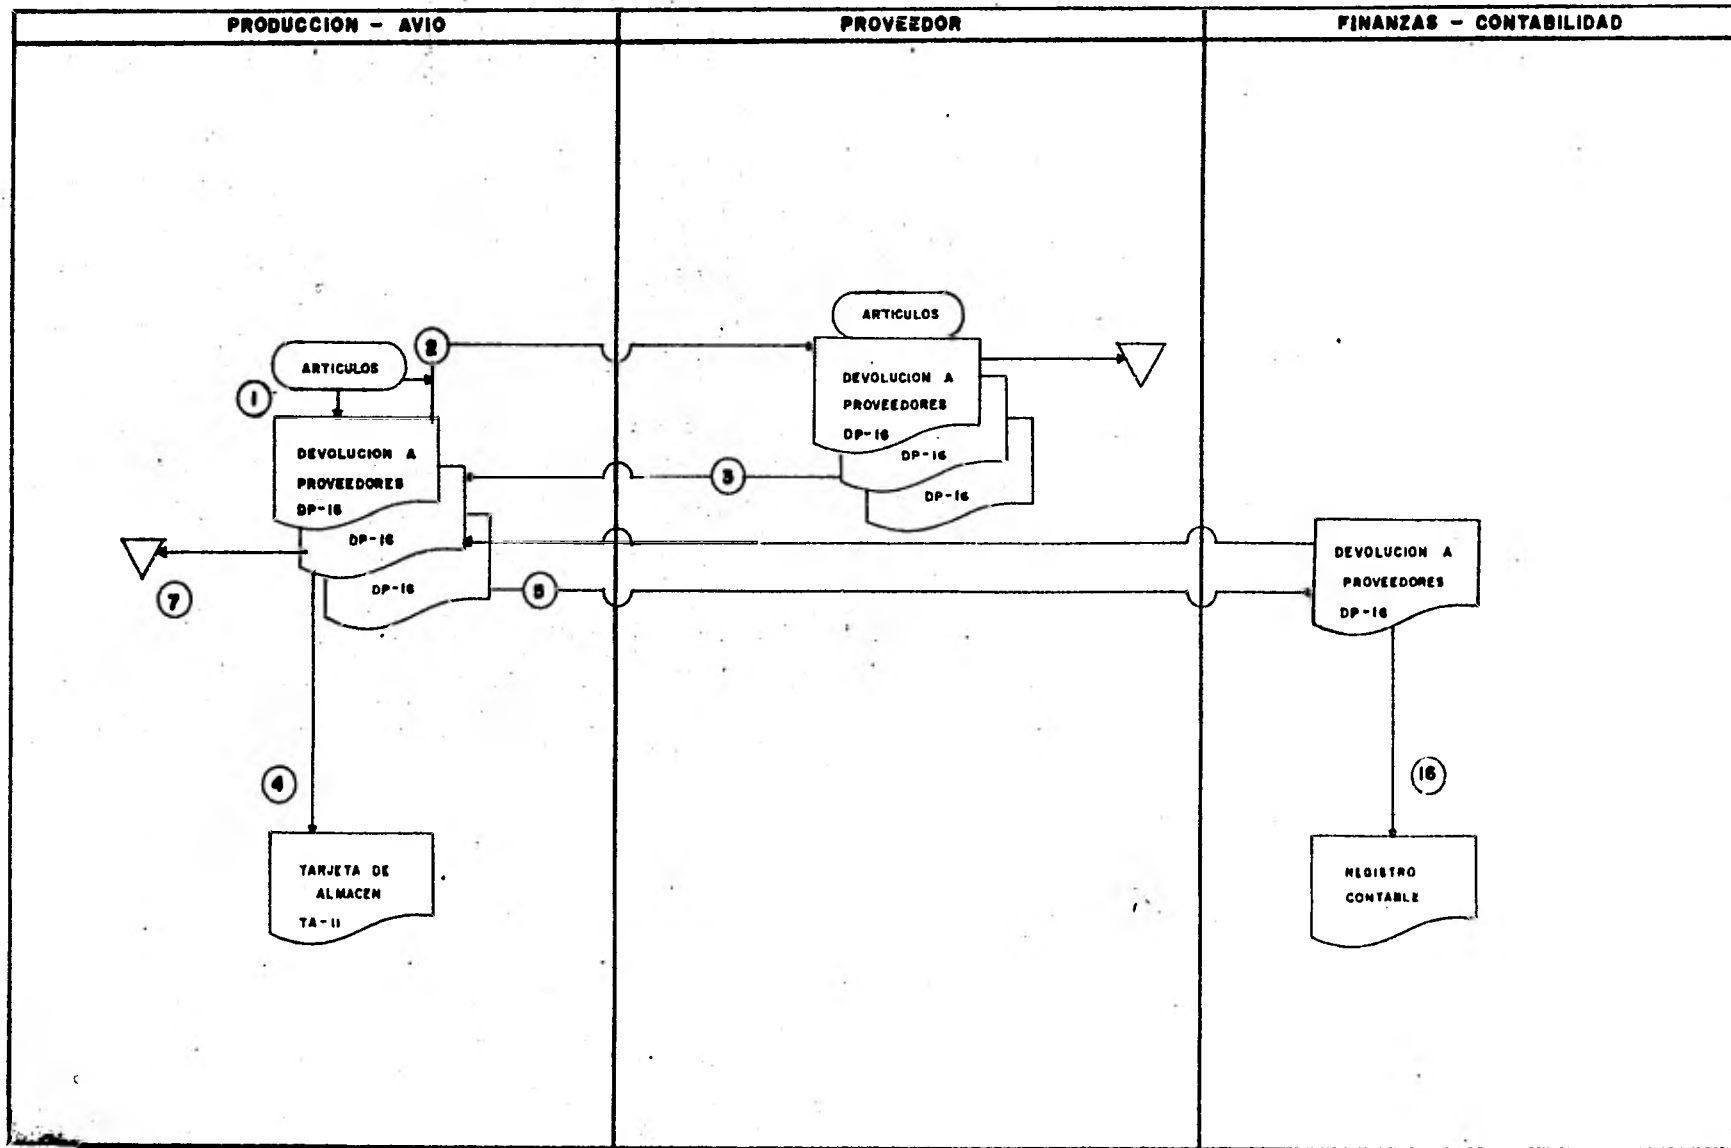 PRODUCCION - AVIO
PROVEEDOR
FINANZAS - CONTABILIDAD
ARTICULOS
1
2
DEVOLUCION A
PROVEEDORES
DP-16
DP-16
DP-16
7
4
TARJETA DE
ALMACEN
TA-11
ARTICULOS
DEVOLUCION A
PROVEEDORES
DP-16
DP-16
DP-16
3
5
DEVOLUCION A
PROVEEDORES
DP-16
16
REGISTRO
CONTABLE